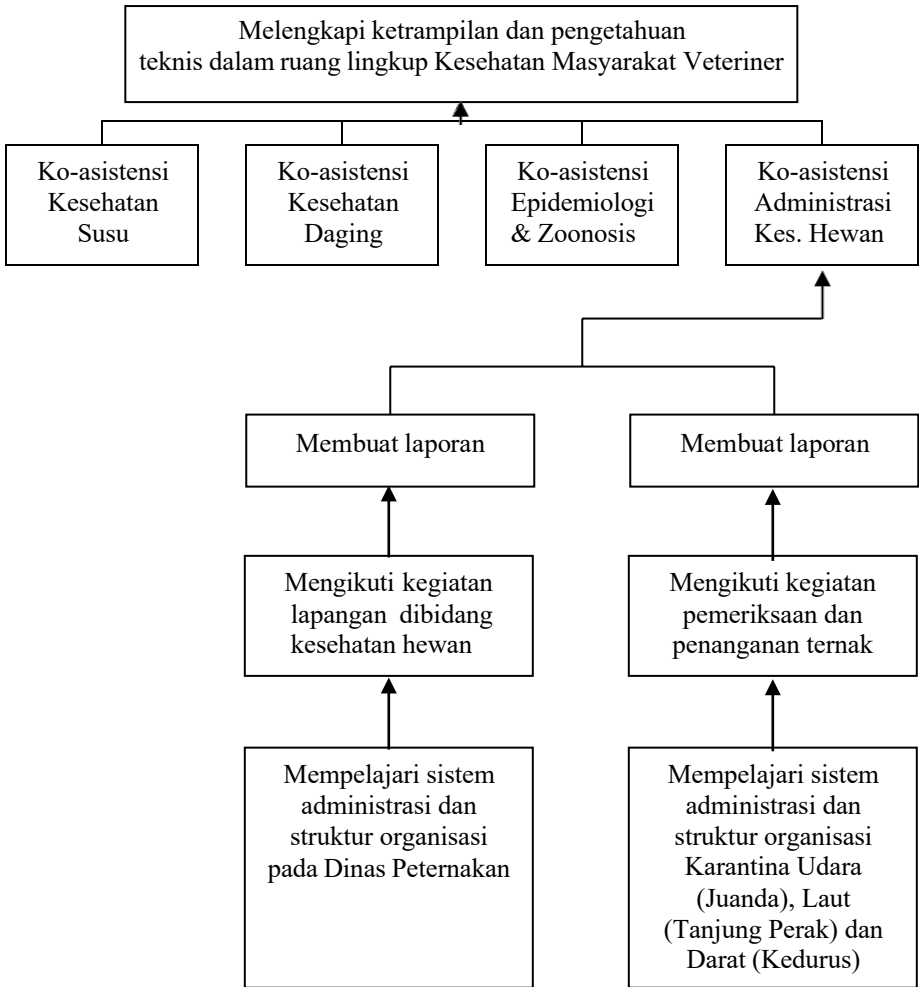 Melengkapi ketrampilan dan pengetahuan
teknis dalam ruang lingkup Kesehatan Masyarakat Veteriner
Ko-asistensi
Kesehatan
Susu
Ko-asistensi
Kesehatan
Daging
Ko-asistensi
Epidemiologi
& Zoonosis
Ko-asistensi
Administrasi
Kes. Hewan
Membuat laporan
Membuat laporan
Mengikuti kegiatan
lapangan dibidang
kesehatan hewan
Mengikuti kegiatan
pemeriksaan dan
penanganan ternak
Mempelajari sistem
administrasi dan
struktur organisasi
pada Dinas Peternakan
Mempelajari sistem
administrasi dan
struktur organisasi
Karantina Udara
(Juanda), Laut
(Tanjung Perak) dan
Darat (Kedurus)